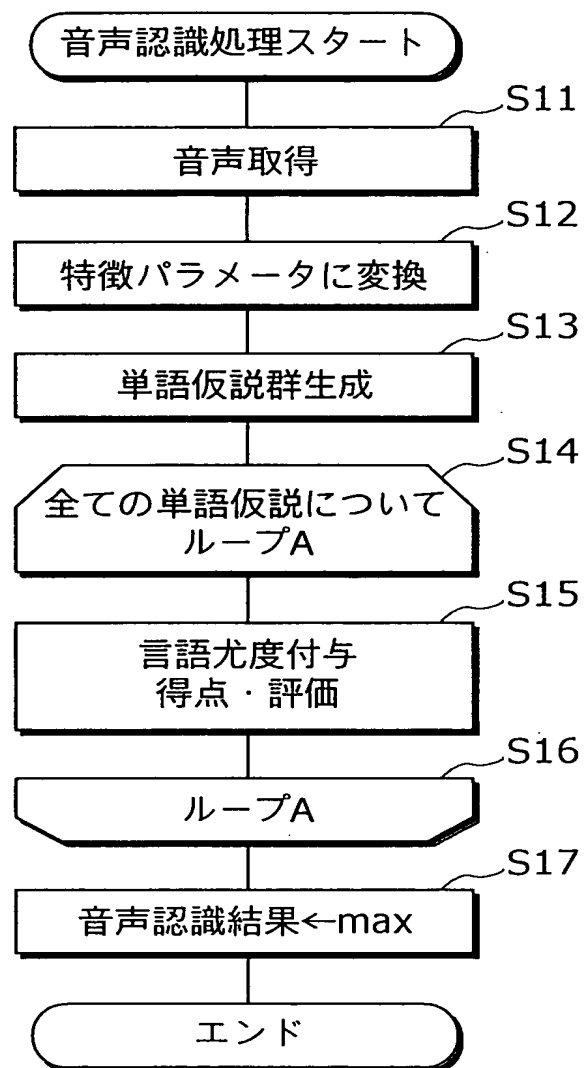 音声認識処理スタート
S11
音声取得
S12
特徴パラメータに変換
S13
単語仮説群生成
S14
全ての単語仮説について
ループA
S15
言語尤度付与
得点・評価
S16
ループA
S17
音声認識結果←max
エンド